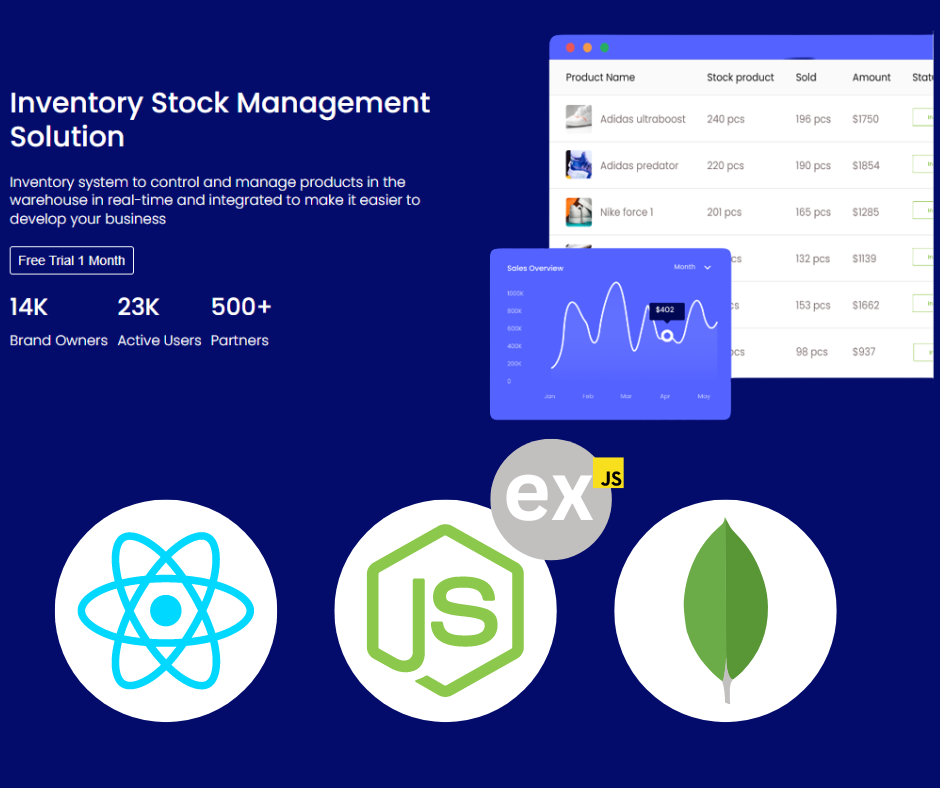 Inventory Stock Management
Solution
Inventory system to control and manage products in the
warehouse in real-time and integrated to make it easier to
develop your business
Free Trial 1 Month
14K 23K 500+
Brand Owners Active Users Partners
Product Name Stock product Sold Amount
Adidas ultraboost 240 pcs 196 pcs $1750
Adidas predator 220 pcs 190 pcs $1854
Nike force 1 201 pcs 165 pcs $1285
132 pcs $1139
153 pcs $1662
pcs 98 pcs $937
Sales Overview Month
1000K
800K
600K
400K
200K
0
$402
Jan Feb Mar Apr May
ex JS
JS